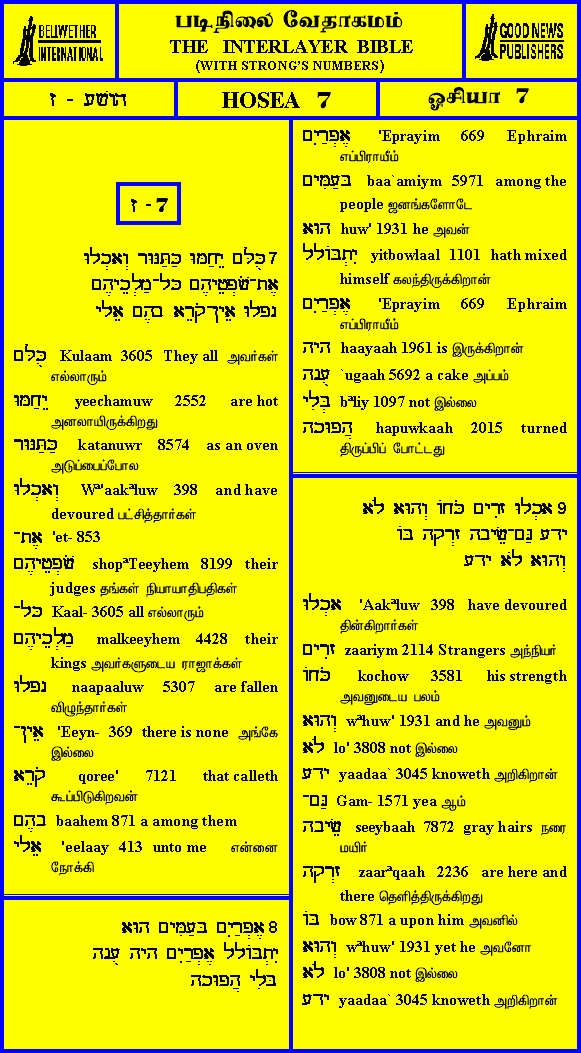 BELLWETHER
INTERNATIONAL
படிநிலை வேதாகமம்
THE INTERLAYER BIBLE
(WITH STRONG'S NUMBERS)
GOOD NEWS
PUBLISHERS
הושע - ז
HOSEA 7
ஓசியா 7
ז - 7
7 כֻּלָּם יֵחַמּוּ כַּתַּנּוּר וְאָכְלוּ
אֶת־שֹׁפְטֵיהֶם כָּל־מַלְכֵיהֶם
נָפָלוּ אֵין־קֹרֵא בָהֶם אֵלָי
כֻּלָּם Kulaam 3605 They all அவர்கள்
எல்லாரும்
יֵחַמּוּ yeechamuw 2552 are hot
அனலாயிருக்கிறது
כַּתַּנּוּר katanuwr 8574 as an oven
அடுப்பைப்போல
וְאָכְלוּ Wª'aakªluw 398 and have
devoured பட்சித்தார்கள்
אֶת־ 'et- 853
שֹׁפְטֵיהֶם shopªTeeyhem 8199 their
judges தங்கள் நியாயாதிபதிகள்
כָּל־ Kaal- 3605 all எல்லாரும்
מַלְכֵיהֶם malkeeyhem 4428 their
kings அவர்களுடைய ராஜாக்கள்
נָפָלוּ naapaaluw 5307 are fallen
விழுந்தார்கள்
אֵין־ 'Eeyn- 369 there is none அங்கே
இல்லை
קֹרֵא qoree' 7121 that calleth
கூப்பிடுகிறவன்
בָהֶם baahem 871 a among them
אֵלָי 'eelaay 413 unto me என்னை
நோக்கி
8 אֶפְרַיִם בָּעַמִּים הוּא
יִתְבּוֹלָל אֶפְרַיִם הָיָה עֻגָה
בְּלִי הֲפוּכָה
אֶפְרַיִם 'Eprayim 669 Ephraim
எப்பிராயீம்
בָּעַמִּים baa`amiym 5971 among the
people ஜனங்களோடே
הוּא huw' 1931 he அவன்
יִתְבּוֹלָל yitbowlaal 1101 hath mixed
himself கலந்திருக்கிறான்
אֶפְרַיִם 'Eprayim 669 Ephraim
எப்பிராயீம்
הָיָה haayaah 1961 is இருக்கிறான்
עֻגָה `ugaah 5692 a cake அப்பம்
בְּלִי bªliy 1097 not இல்லை
הֲפוּכָה hapuwkaah 2015 turned
திருப்பிப் போட்டது
9 אָכְלוּ זָרִים כֹּחוֹ וְהוּא לֹא
יָדָע גַּם־שֵׂיבָה זָרְקָה בּוֹ
וְהוּא לֹא יָדָע
אָכְלוּ 'Aakªluw 398 have devoured
தின்கிறார்கள்
זָרִים zaariym 2114 Strangers அந்நியர்
כֹּחוֹ kochow 3581 his strength
அவனுடைய பலம்
וְהוּא wªhuw' 1931 and he அவனும்
לֹא lo' 3808 not இல்லை
יָדָע yaadaa` 3045 knoweth அறிகிறான்
גַּם־ Gam- 1571 yea ஆம்
שֵׂיבָה seeybaah 7872 gray hairs நரை
மயிர்
זָרְקָה zaarªqaah 2236 are here and
there தெளித்திருக்கிறது
בּוֹ bow 871 a upon him அவனில்
וְהוּא wªhuw' 1931 yet he அவனோ
לֹא lo' 3808 not இல்லை
יָדָע yaadaa` 3045 knoweth அறிகிறான்